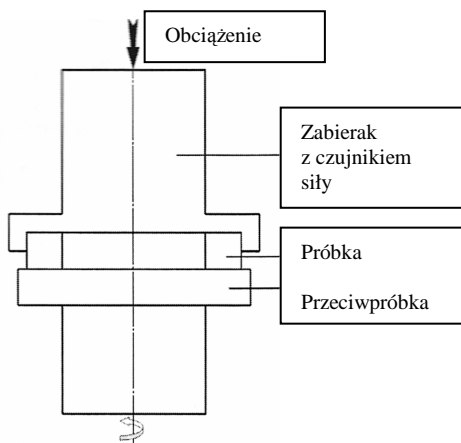 Obciążenie
Zabierak
z czujnikiem
siły
Próbka
Przeciwpróbka